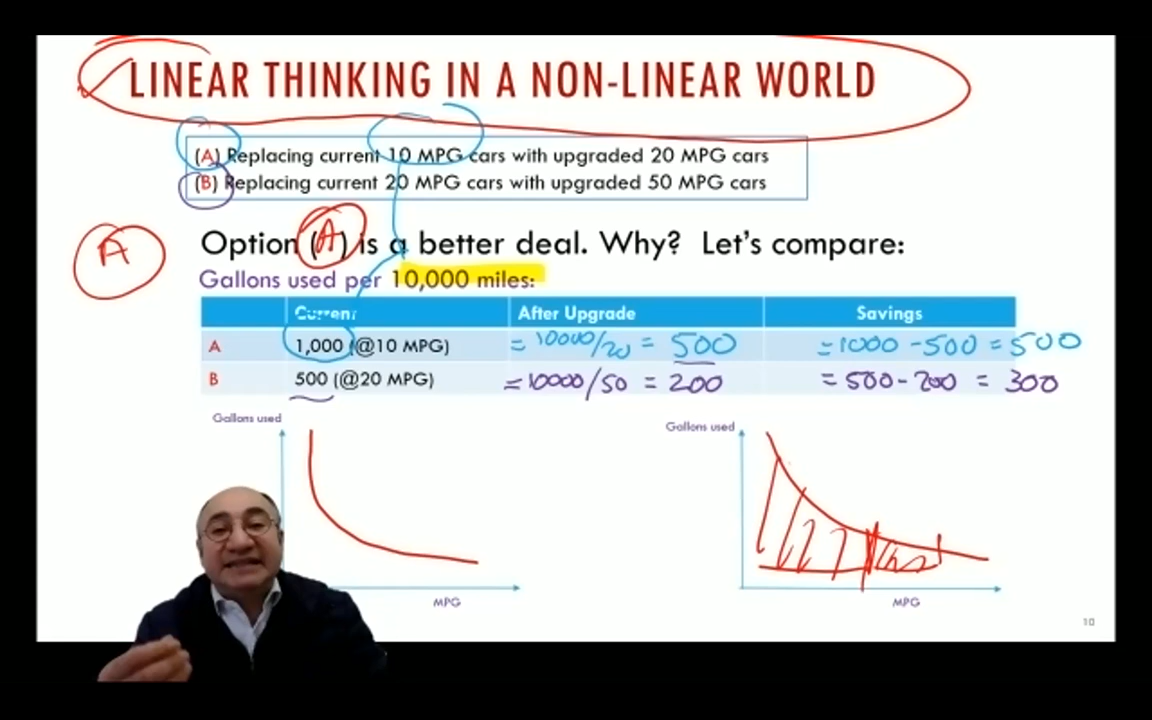 LINEAR THINKING IN A NON-LINEAR WORLD
(A) Replacing current 10 MPG cars with upgraded 20 MPG cars
(B) Replacing current 20 MPG cars with upgraded 50 MPG cars
A
Option (A) is a better deal. Why? Let's compare:
Gallons used per 10,000 miles:
Current After Upgrade Savings
A 1,000 (@10 MPG) = 10000/20 = 500 = 1000 - 500 = 500
B 500 (@20 MPG) = 10000/50 = 200 = 500 - 200 = 300
Gallons used Gallons used
MPG MPG
10